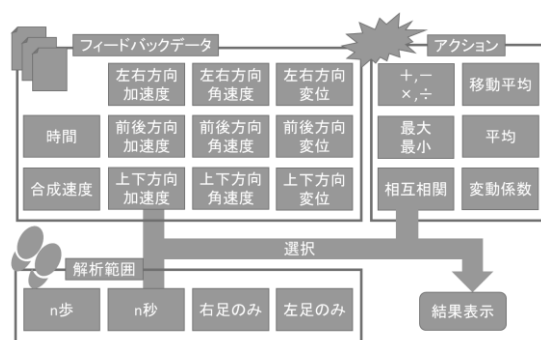 フィードバックデータ
アクション
左右方向
加速度
左右方向
角速度
左右方向
変位
時間
前後方向
加速度
前後方向
角速度
前後方向
変位
合成速度
上下方向
加速度
上下方向
角速度
上下方向
変位
+,−
×,÷
移動平均
最大
最小
平均
相互相関
変動係数
選択
解析範囲
n歩
n秒
右足のみ
左足のみ
結果表示